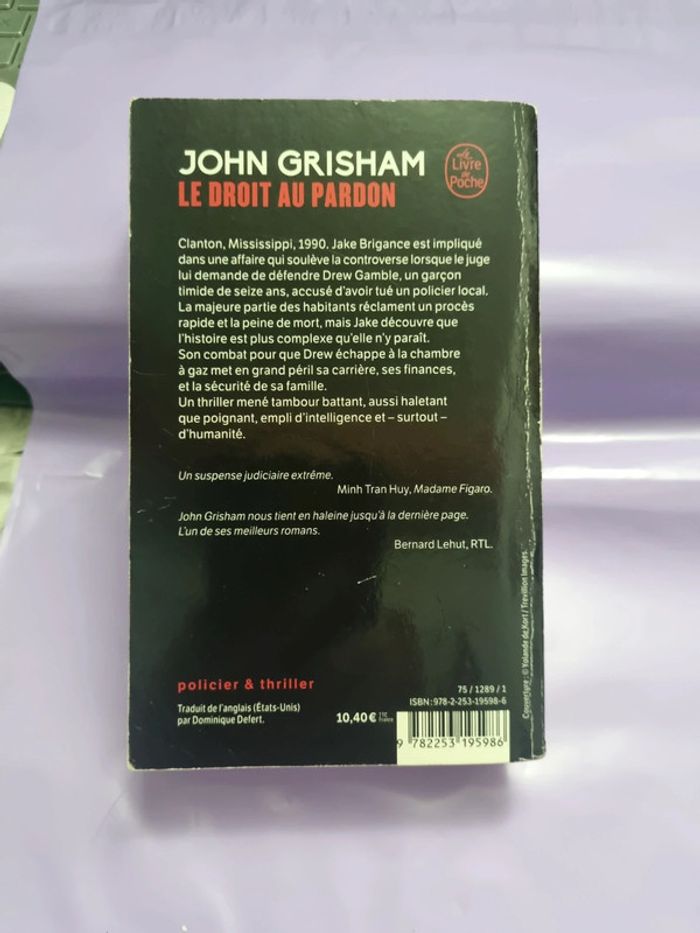 JOHN GRISHAM
LE DROIT AU PARDON
Le
Livre
de
Poche
Clanton, Mississippi, 1990. Jake Brigance est impliqué
dans une affaire qui soulève la controverse lorsque le juge
lui demande de défendre Drew Gamble, un garçon
timide de seize ans, accusé d'avoir tué un policier local.
La majeure partie des habitants réclament un procès
rapide et la peine de mort, mais Jake découvre que
l'histoire est plus complexe qu'elle n'y paraît.
Son combat pour que Drew échappe à la chambre
à gaz met en grand péril sa carrière, ses finances,
et la sécurité de sa famille.
Un thriller mené tambour battant, aussi haletant
que poignant, empli d'intelligence et – surtout –
d'humanité.
Un suspense judiciaire extrême.
Minh Tran Huy, Madame Figaro.
John Grisham nous tient en haleine jusqu'à la dernière page.
L'un de ses meilleurs romans.
Bernard Lehut, RTL.
Couverture : © Yolande de Kort / Trevillion Images.
policier & thriller
Traduit de l'anglais (États-Unis)
par Dominique Defert.
10,40 € TTC
France
75 / 1289 / 1
ISBN : 978-2-253-19598-6
9 782253 195986